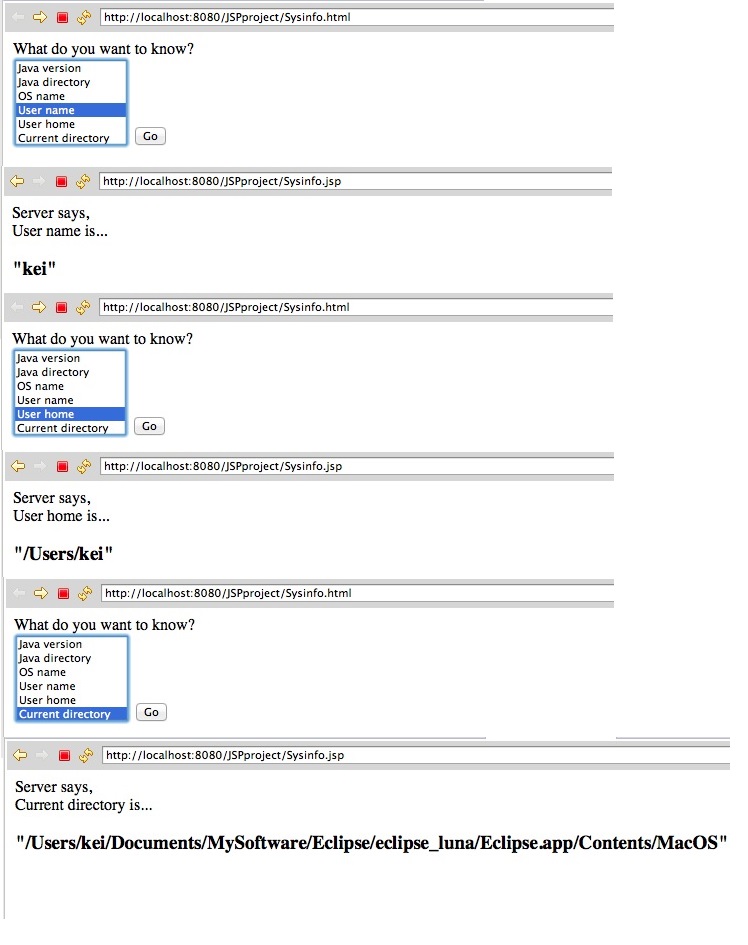 http://localhost:8080/JSPproject/Sysinfo.html
What do you want to know?
Java version
Java directory
OS name
User name
User home
Current directory
Go
http://localhost:8080/JSPproject/Sysinfo.jsp
Server says,
User name is...
"kei"
http://localhost:8080/JSPproject/Sysinfo.html
What do you want to know?
Java version
Java directory
OS name
User name
User home
Current directory
Go
http://localhost:8080/JSPproject/Sysinfo.jsp
Server says,
User home is...
"/Users/kei"
http://localhost:8080/JSPproject/Sysinfo.html
What do you want to know?
Java version
Java directory
OS name
User name
User home
Current directory
Go
http://localhost:8080/JSPproject/Sysinfo.jsp
Server says,
Current directory is...
"/Users/kei/Documents/MySoftware/Eclipse/eclipse_luna/Eclipse.app/Contents/MacOS"